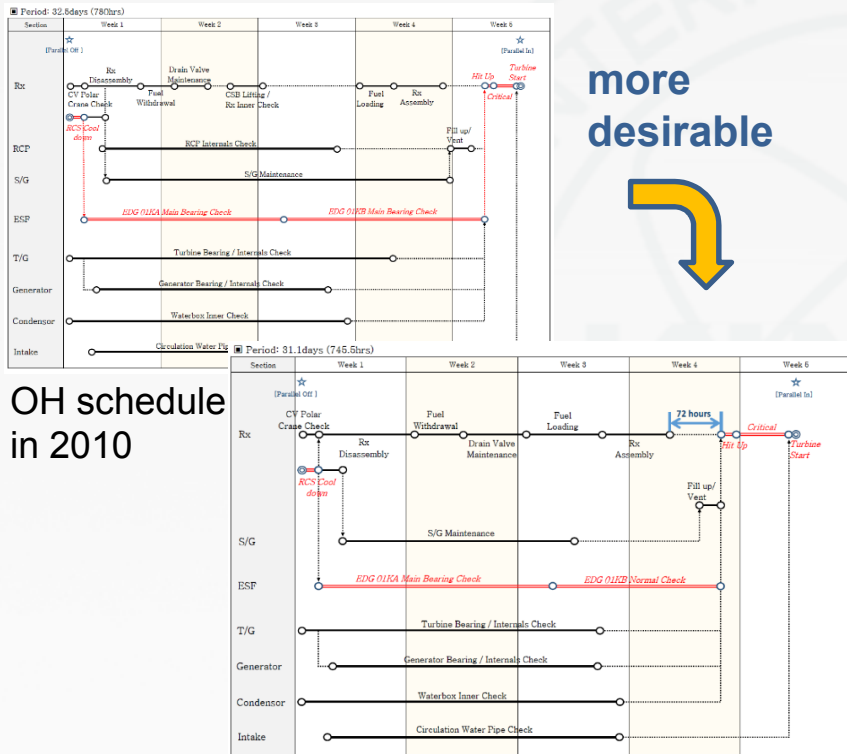 ■ Period: 32.5days (780hrs)
Section Week 1 Week 2 Week 3 Week 4 Week 5
☆ ☆
[Parallel Off ] [Parallel In]
Rx
Disassembly
Drain Valve
Maintenance
Hit Up
Turbine
Start
Rx
CV Polar
Crane Check
Fuel
Withdrawal
CSB Lifting /
Rx Inner Check
Fuel
Loading
Rx
Assembly
Critical
RCS Cool
down
Fill up/
Vent
RCP
RCP Internals Check
S/G
S/G Maintenance
ESF
EDG 01KA Main Bearing Check
EDG 01KB Main Bearing Check
T/G
Turbine Bearing / Internals Check
Generator
Generator Bearing / Internals Check
Condensor
Waterbox Inner Check
Intake
Circulation Water
more
desirable
OH schedule
in 2010
■ Period: 31.1days (745.5hrs)
Section Week 1 Week 2 Week 3 Week 4 Week 5
☆ ☆
[Parallel Off ] [Parallel In]
CV Polar
Crane Check
Fuel
Withdrawal
Fuel
Loading
72 hours
Critical
Rx
Rx
Disassembly
Drain Valve
Maintenance
Rx
Assembly
Hit Up
Turbine
Start
RCS Cool
down
Fill up/
Vent
S/G
S/G Maintenance
ESF
EDG 01KA Main Bearing Check
EDG 01KB Normal Check
T/G
Turbine Bearing / Internals Check
Generator
Generator Bearing / Internals Check
Condensor
Waterbox Inner Check
Intake
Circulation Water Pipe Check